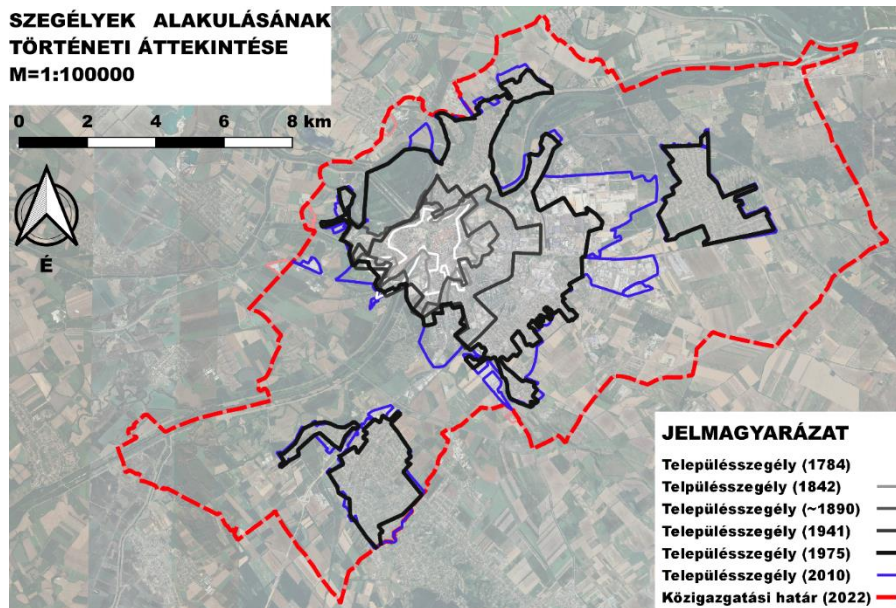 SZEGÉLYEK ALAKULÁSÁNAK
TÖRTÉNETI ÁTTEKINTÉSE
M=1:100000
0 2 4 6 8 km
É
JELMAGYARÁZAT
Településszegély (1784)
Telpülésszegély (1842)
Településszegély (~1890)
Településszegély (1941)
Településszegély (1975)
Településszegély (2010)
Közigazgatási határ (2022)